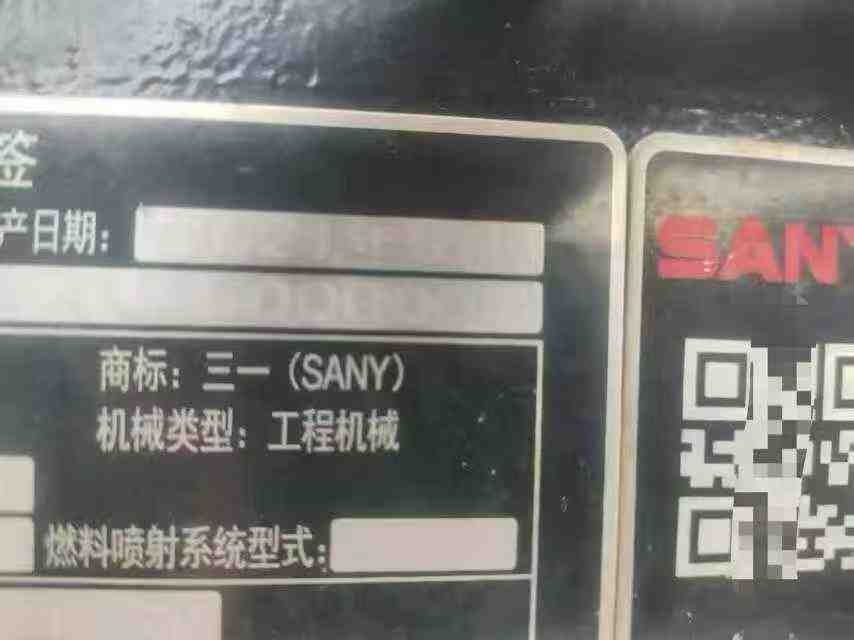 签
产日期:
商标: 三一 (SANY)
机械类型: 工程机械
燃料喷射系统型式:
SANY